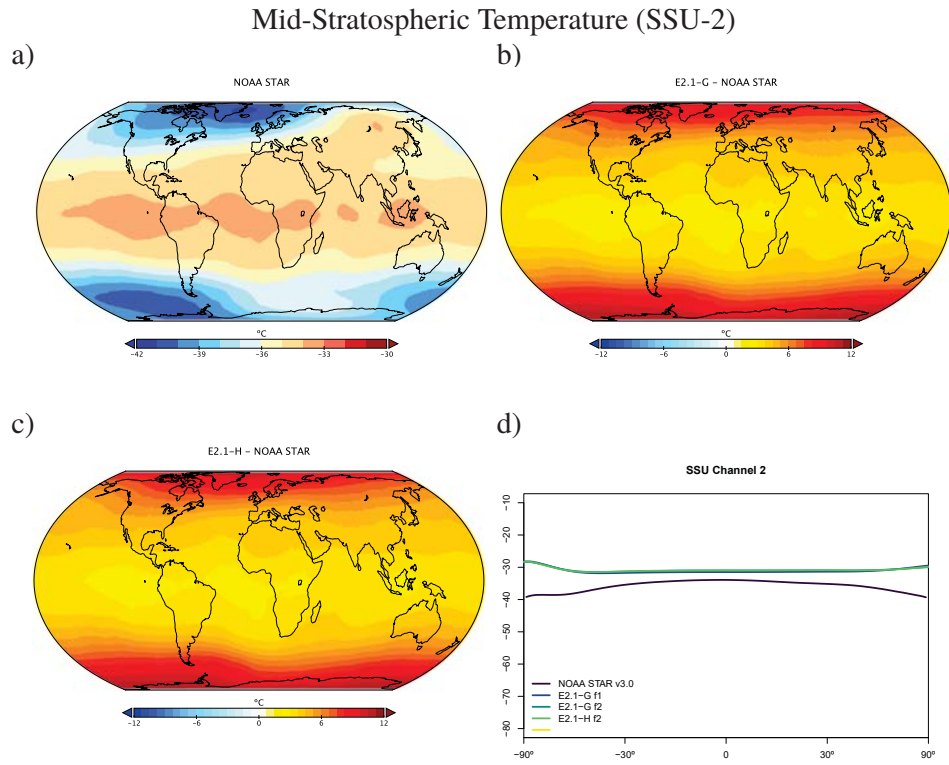 Mid-Stratospheric Temperature (SSU-2)
a)
NOAA STAR
°C
−42 −39 −36 −33 −30
b)
E2.1−G − NOAA STAR
°C
−12 −6 0 6 12
c)
E2.1−H − NOAA STAR
°C
−12 −6 0 6 12
d)
SSU Channel 2
−10
−20
−30
−40
−50
−60
−70
−80
NOAA STAR v3.0
E2.1−G f1
E2.1−G f2
E2.1−H f2
−90° −30° 0 30° 90°